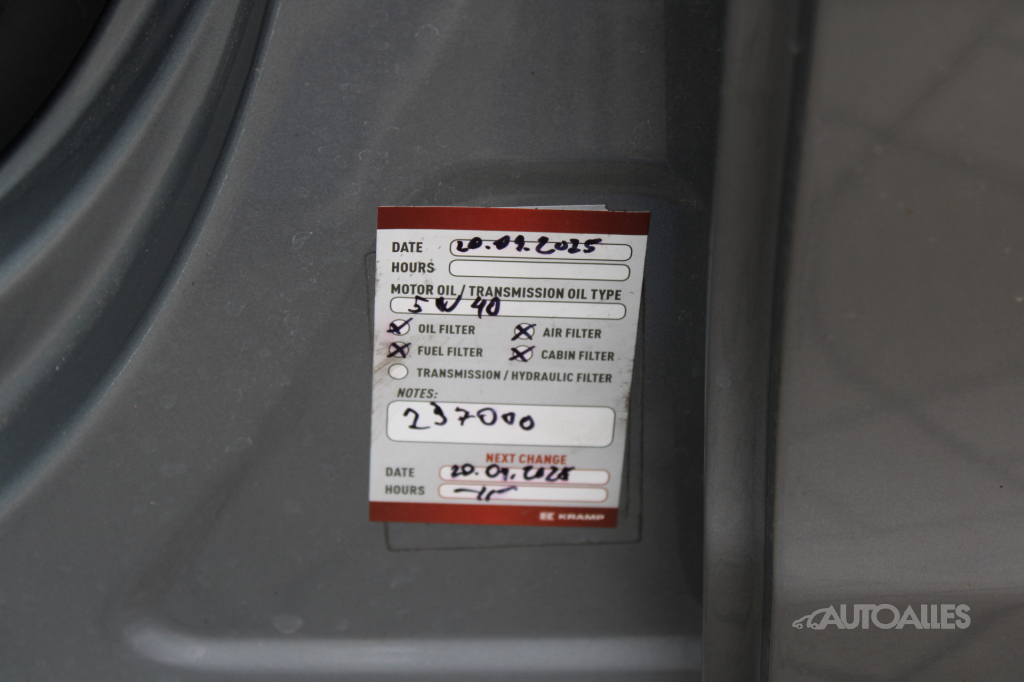 DATE 20.09.2025
HOURS
MOTOR OIL / TRANSMISSION OIL TYPE
5W40
OIL FILTER AIR FILTER
FUEL FILTER CABIN FILTER
TRANSMISSION / HYDRAULIC FILTER
NOTES:
237000
NEXT CHANGE
DATE 20.09.2025
HOURS
KRAMP
AUTOALLES